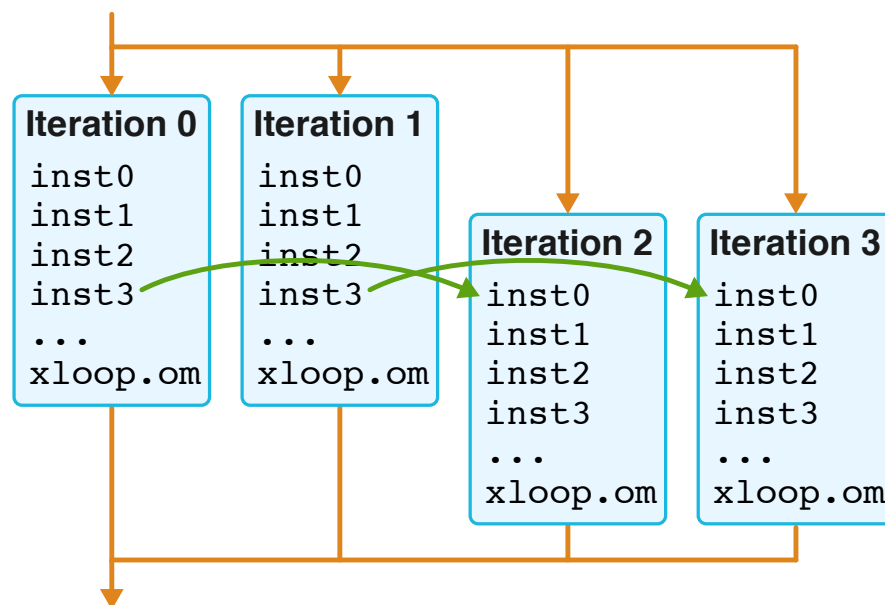 Iteration 0
inst0
inst1
inst2
inst3
...
xloop.om
Iteration 1
inst0
inst1
inst2
inst3
...
xloop.om
Iteration 2
inst0
inst1
inst2
inst3
...
xloop.om
Iteration 3
inst0
inst1
inst2
inst3
...
xloop.om